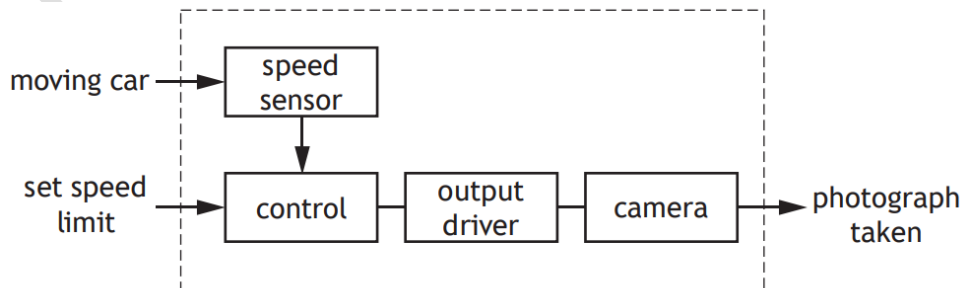 moving car
speed
sensor
set speed
limit
control
output
driver
camera
photograph
taken